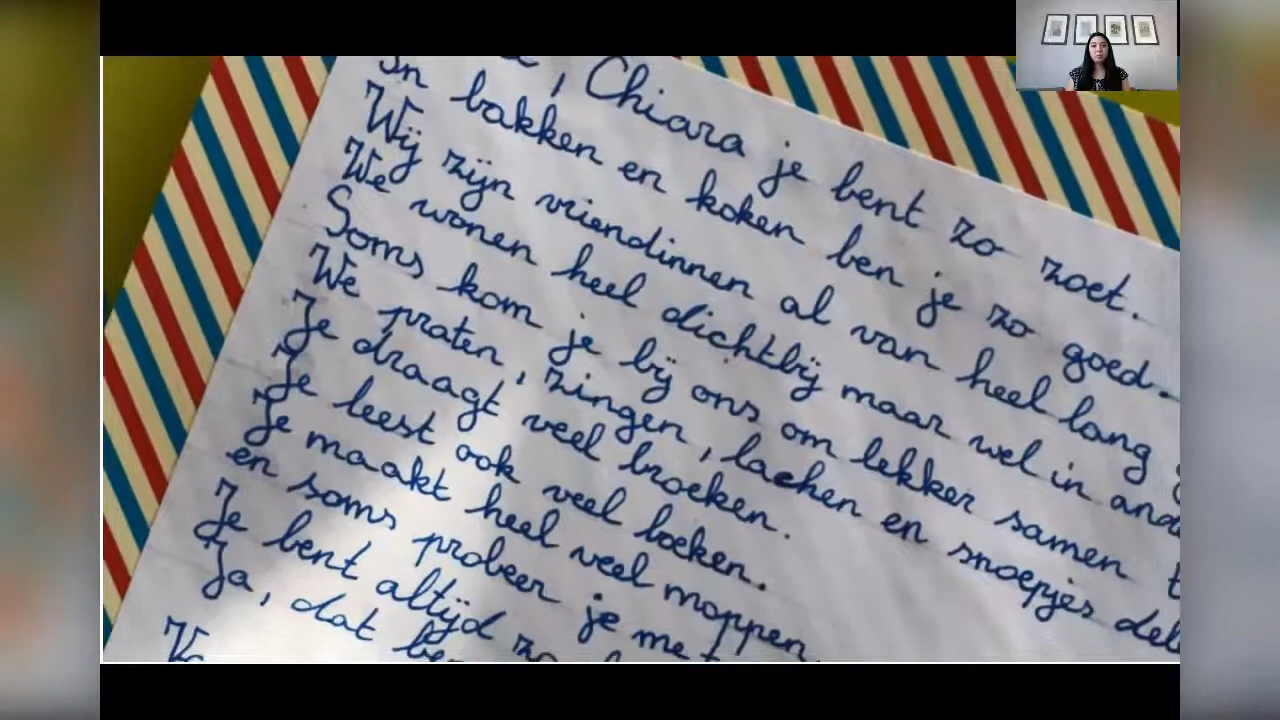 , Chiara je bent zo zoet.
In bakken en koken ben je zo goed.
Wij zijn vriendinnen al van heel lang
We wonen heel dichtbij maar wel in
Soms kom je bij ons om lekker samen
We praten, zingen, lachen en snoepjes
Je draagt veel broeken.
Je leest ook veel boeken.
Je maakt heel veel moppen
en soms probeer je me
Je bent altijd
Ja, dat